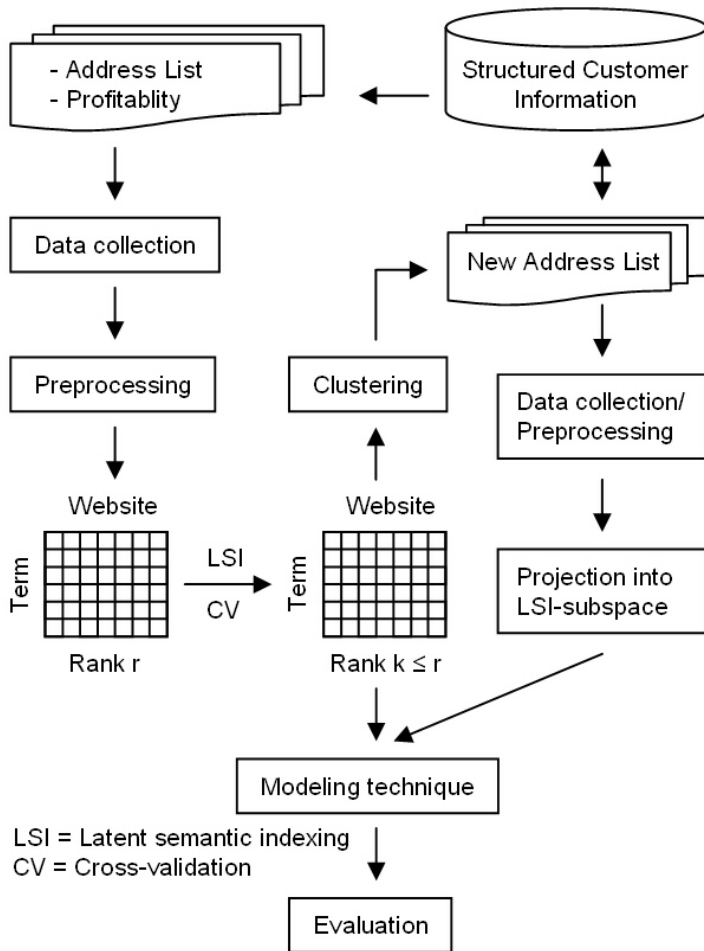 - Address List
- Profitablity
Structured Customer
Information
Data collection
New Address List
Preprocessing
Clustering
Data collection/
Preprocessing
Website
Term
Rank r
LSI
CV
Website
Term
Rank k ≤ r
Projection into
LSI-subspace
Modeling technique
LSI = Latent semantic indexing
CV = Cross-validation
Evaluation